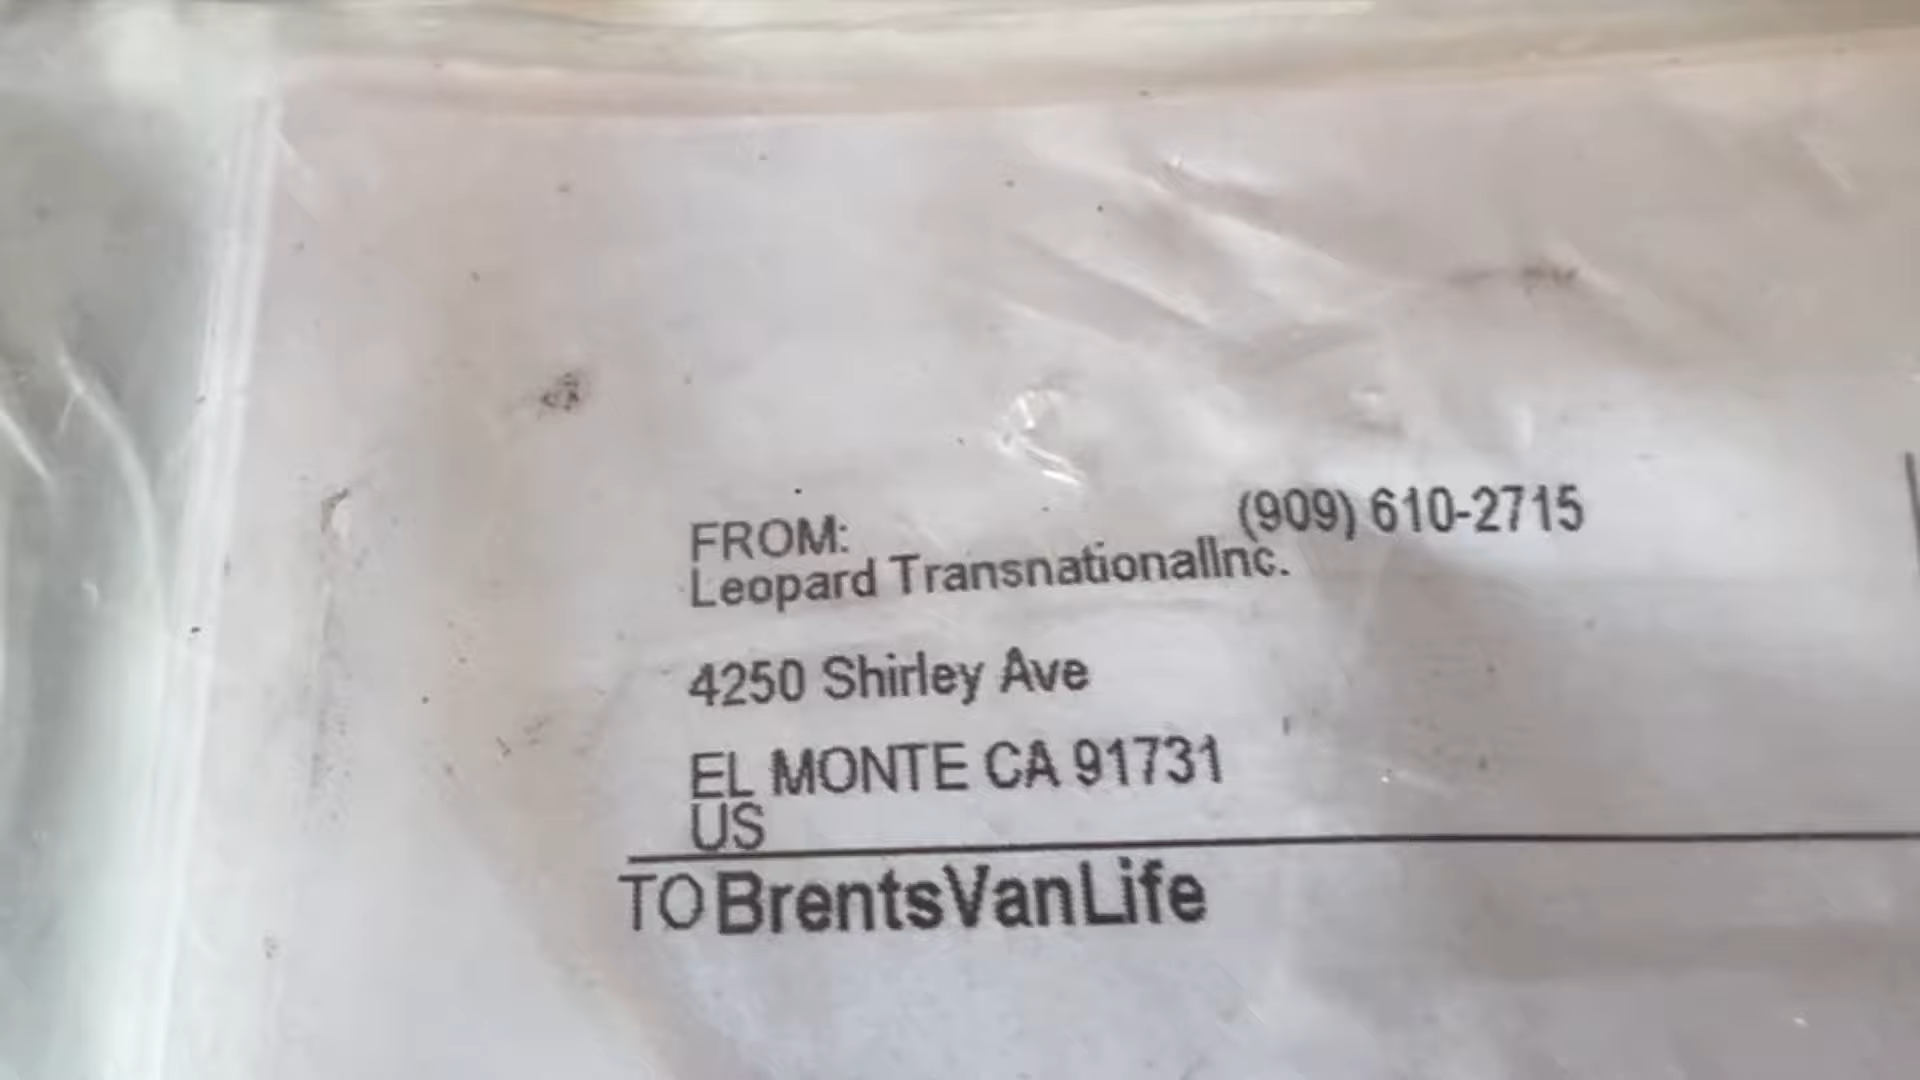 FROM:
(909) 610-2715
Leopard TransnationalInc.
4250 Shirley Ave
EL MONTE CA 91731
US
TO BrentsVanLife